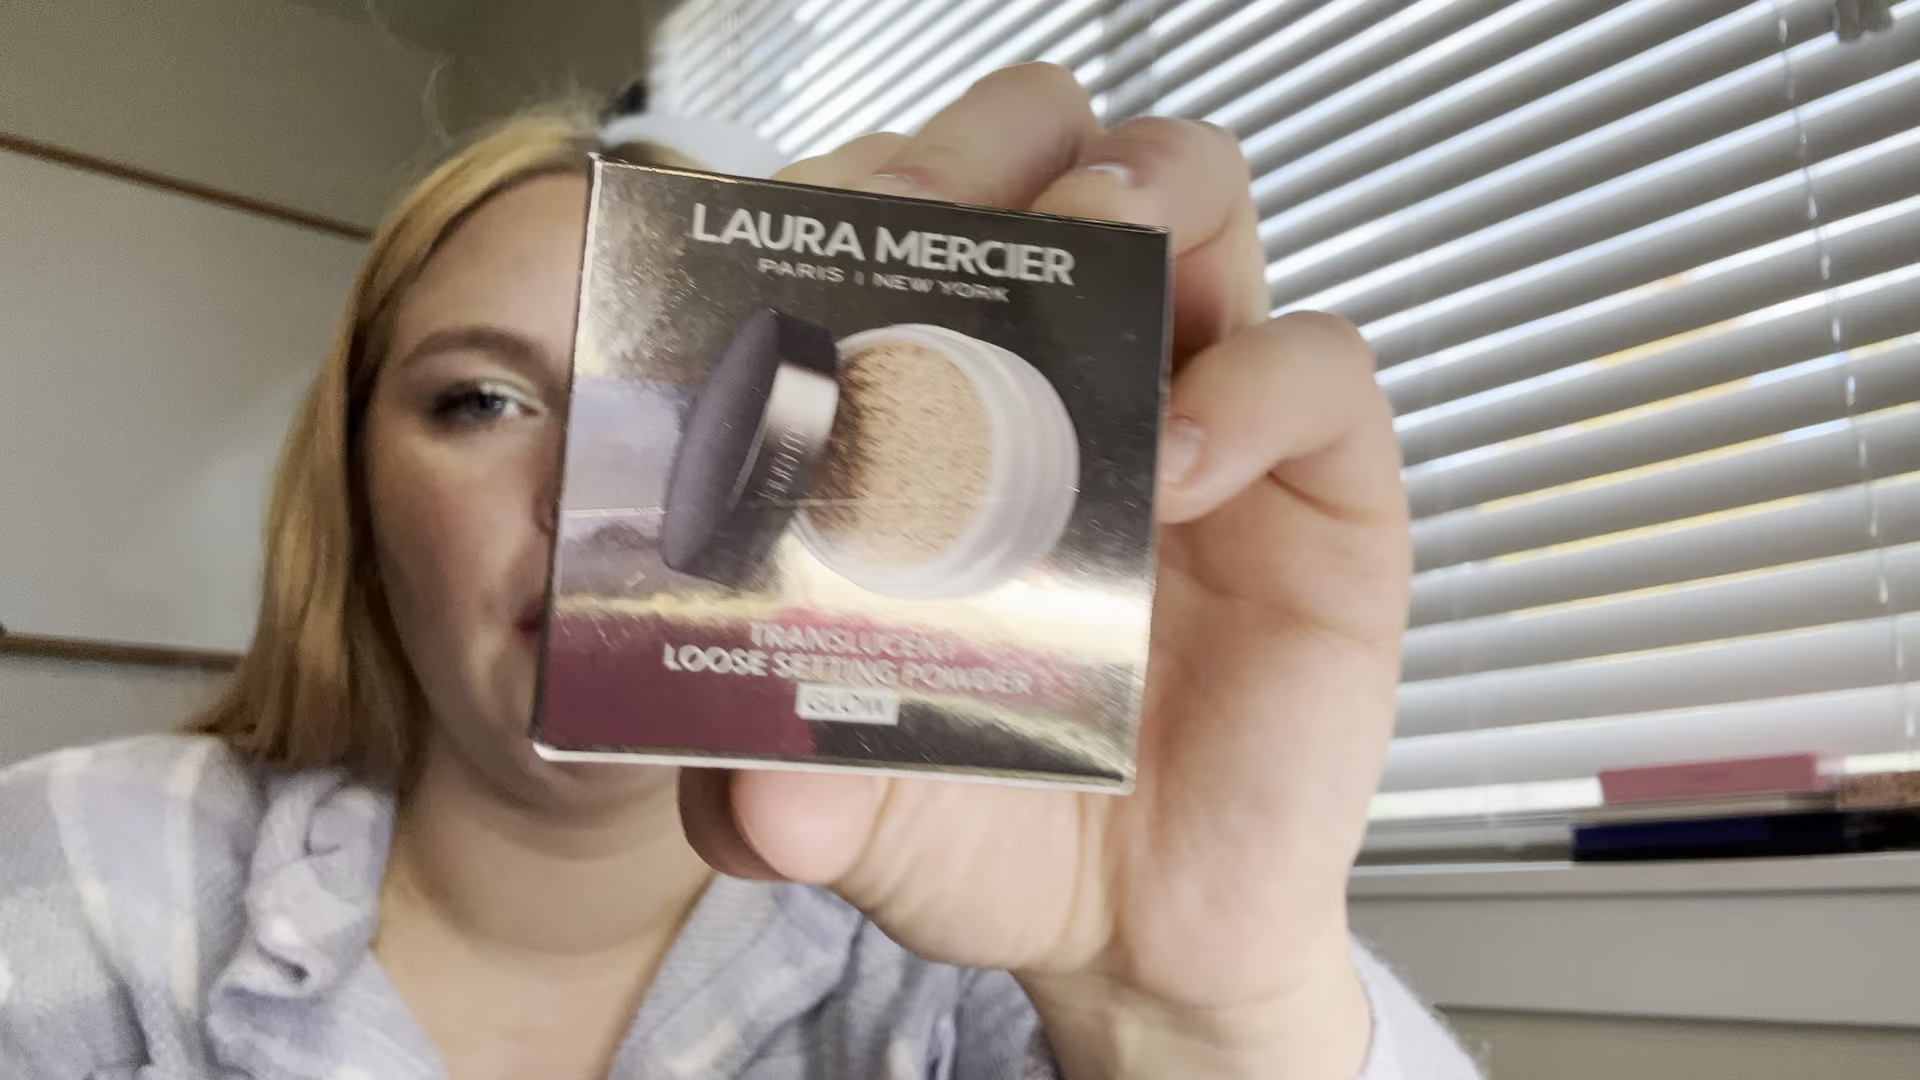 LAURA MERCIER
PARIS | NEW YORK
TRANSLUCENT
LOOSE SETTING POWDER
GLOW